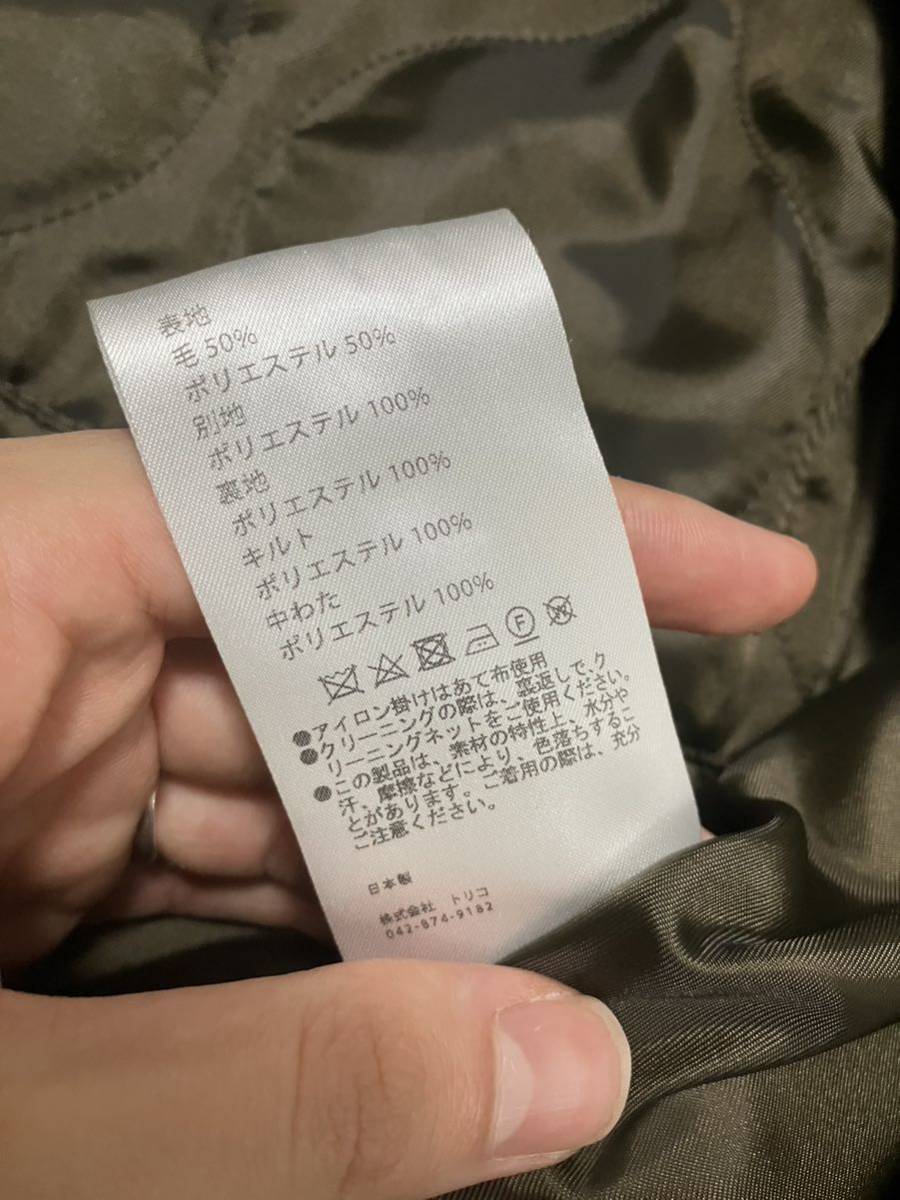 表地
毛 50%
ポリエステル 50%
別地
ポリエステル 100%
裏地
ポリエステル 100%
キルト
ポリエステル 100%
中わた
ポリエステル 100%
F W
●アイロン掛けはあて布使用
●クリーニングの際は、裏返しで、ク
リーニングネットをご使用ください。
●この製品は、素材の特性上、水分や
汗、摩擦などにより、色落ちするこ
とがあります。ご着用の際は、充分
ご注意ください。
日本製
株式会社 トリコ
042-874-9182